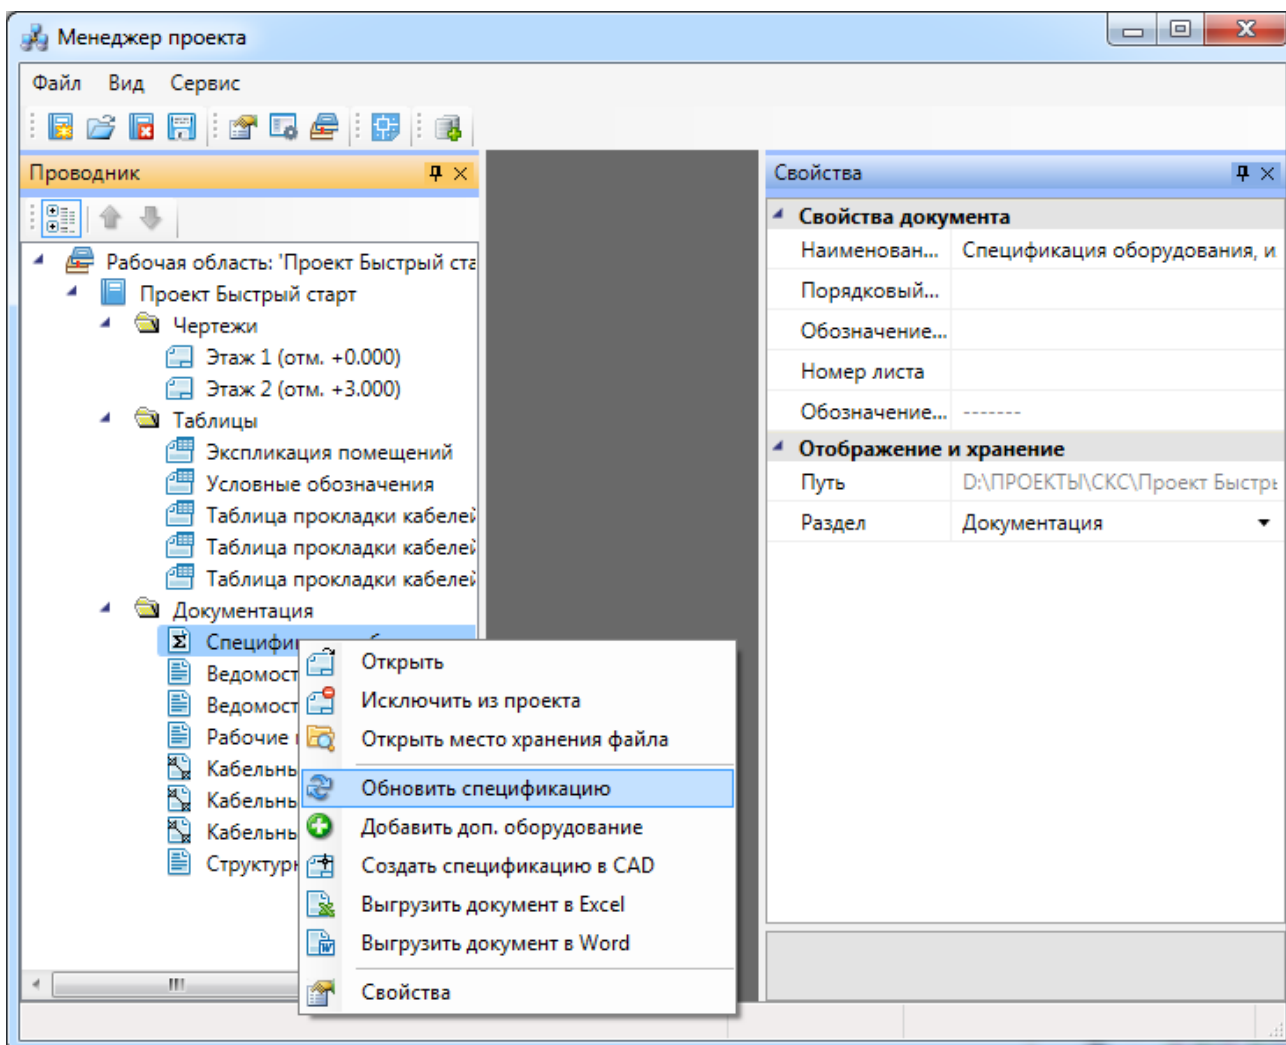 Менеджер проекта
Файл Вид Сервис
Проводник
Рабочая область: 'Проект Быстрый ста
Проект Быстрый старт
Чертежи
Этаж 1 (отм. +0.000)
Этаж 2 (отм. +3.000)
Таблицы
Экспликация помещений
Условные обозначения
Таблица прокладки кабелей
Таблица прокладки кабелей
Таблица прокладки кабелей
Документация
Специфи
Ведомост
Ведомост
Рабочие
Кабельны
Кабельны
Кабельны
Структурн
Открыть
Исключить из проекта
Открыть место хранения файла
Обновить спецификацию
Добавить доп. оборудование
Создать спецификацию в CAD
Выгрузить документ в Excel
Выгрузить документ в Word
Свойства
Свойства
Свойства документа
Наименован... Спецификация оборудования, и
Порядковый...
Обозначение...
Номер листа
Обозначение... -------
Отображение и хранение
Путь D:\ПРОЕКТЫ\СКС\Проект Быстры
Раздел Документация